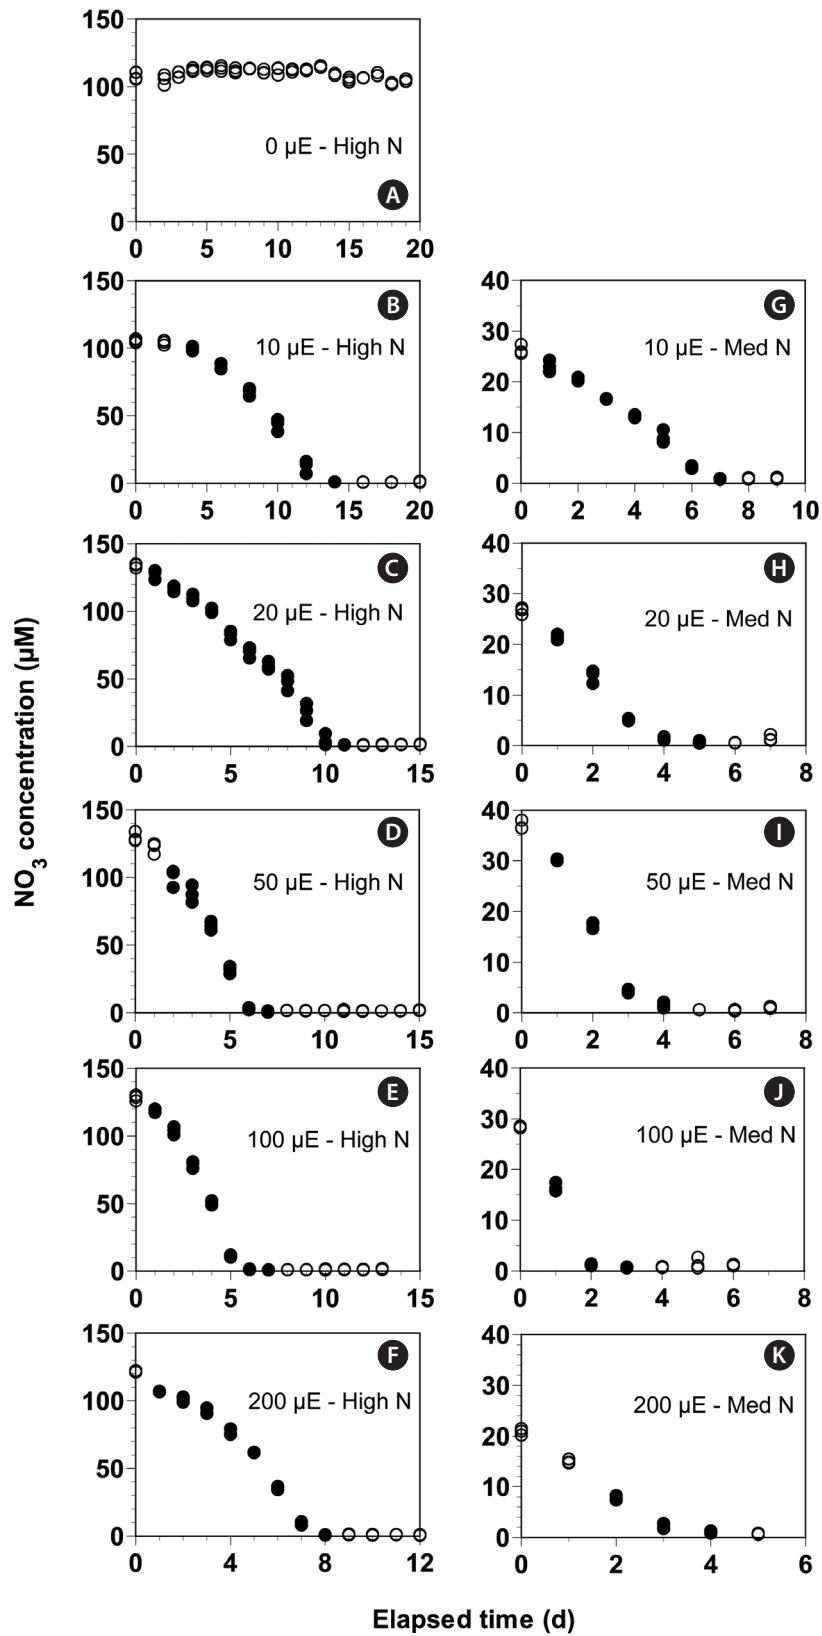 150
100
50
0
0 µE - High N
A
0 5 10 15 20
150
100
50
0
B
10 µE - High N
0 5 10 15 20
40
30
20
10
0
G
10 µE - Med N
0 2 4 6 8 10
150
100
50
0
C
20 µE - High N
0 5 10 15
40
30
20
10
0
H
20 µE - Med N
0 2 4 6 8
NO3 concentration (µM)
150
100
50
0
D
50 µE - High N
0 5 10 15
40
30
20
10
0
I
50 µE - Med N
0 2 4 6 8
150
100
50
0
E
100 µE - High N
0 5 10 15
40
30
20
10
0
J
100 µE - Med N
0 2 4 6 8
150
100
50
0
F
200 µE - High N
0 4 8 12
40
30
20
10
0
K
200 µE - Med N
0 2 4 6
Elapsed time (d)